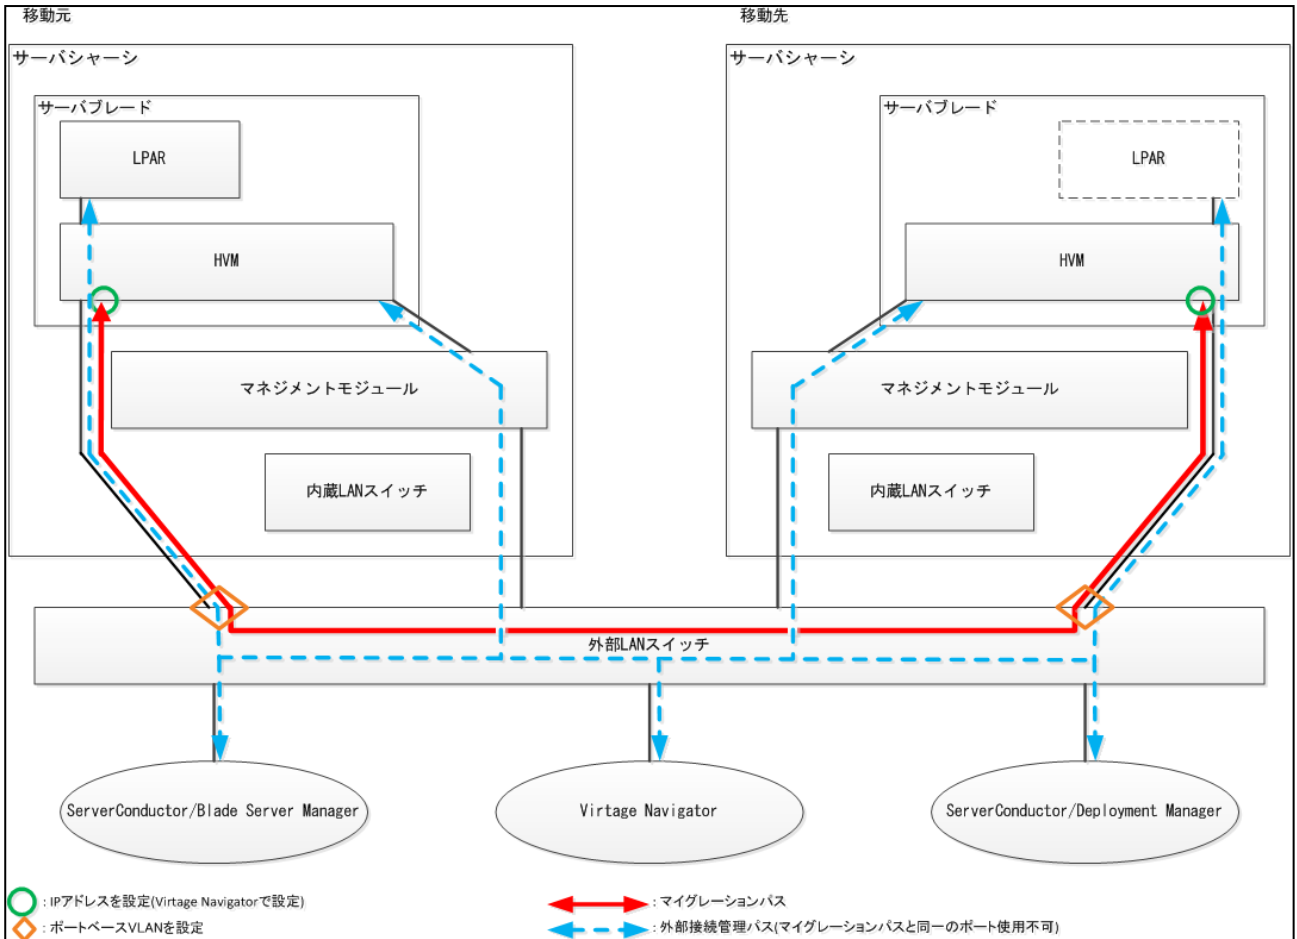 移動元
移動先
サーバシャーシ
サーバシャーシ
サーバブレード
サーバブレード
LPAR
LPAR
HVM
HVM
マネジメントモジュール
マネジメントモジュール
内蔵LANスイッチ
内蔵LANスイッチ
外部LANスイッチ
ServerConductor/Blade Server Manager
Virtage Navigator
ServerConductor/Deployment Manager
: IPアドレスを設定(Virtage Navigatorで設定)
: マイグレーションパス
: ポートベースVLANを設定
: 外部接続管理パス(マイグレーションパスと同一のポート使用不可)